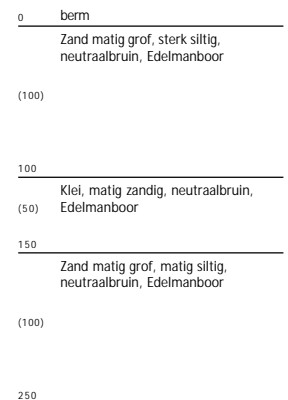 0 berm
Zand matig grof, sterk siltig,
neutraalbruin, Edelmanboor
(100)
100
Klei, matig zandig, neutraalbruin,
(50) Edelmanboor
150
Zand matig grof, matig siltig,
neutraalbruin, Edelmanboor
(100)
250